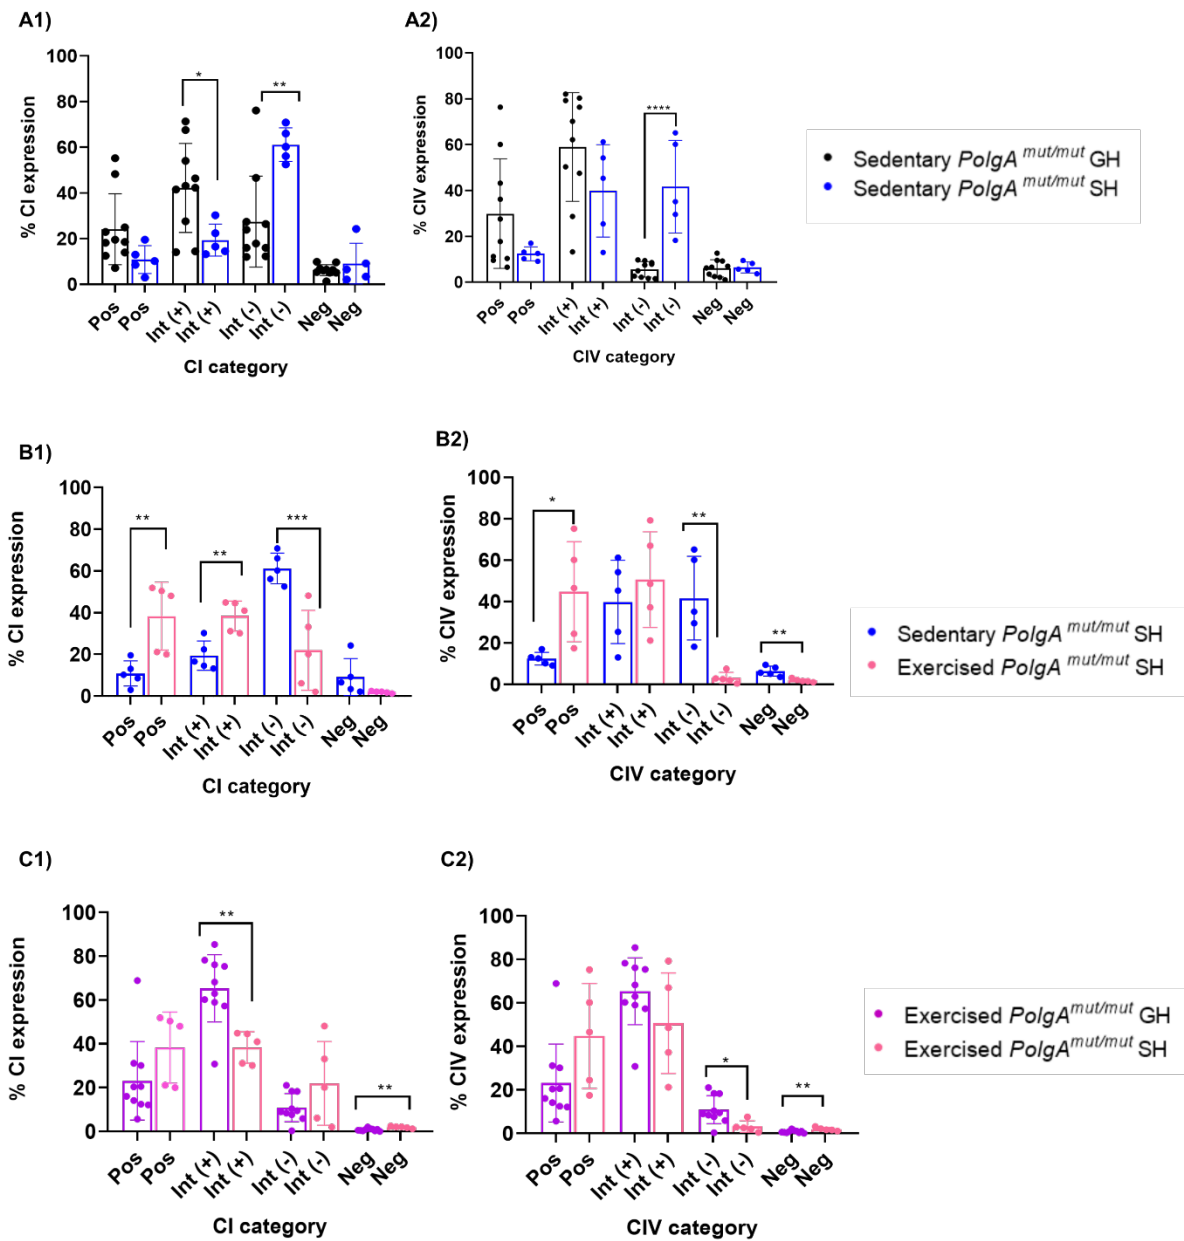 A1)
100
80
60
40
20
0
% CI expression
*
**
Pos
Pos
Int (+)
Int (+)
Int (-)
Int (-)
Neg
Neg
CI category
A2)
100
80
60
40
20
0
% CIV expression
****
Pos
Pos
Int (+)
Int (+)
Int (-)
Int (-)
Neg
Neg
CIV category
Sedentary PolgA mut/mut GH
Sedentary PolgA mut/mut SH
B1)
100
80
60
40
20
0
% CI expression
**
**
***
Pos
Pos
Int (+)
Int (+)
Int (-)
Int (-)
Neg
Neg
CI category
B2)
100
80
60
40
20
0
% CIV expression
*
**
**
Pos
Pos
Int (+)
Int (+)
Int (-)
Int (-)
Neg
Neg
CIV category
Sedentary PolgA mut/mut SH
Exercised PolgA mut/mut SH
C1)
100
80
60
40
20
0
% CI expression
**
**
Pos
Pos
Int (+)
Int (+)
Int (-)
Int (-)
Neg
Neg
CI category
C2)
100
80
60
40
20
0
% CIV expression
*
**
Pos
Pos
Int (+)
Int (+)
Int (-)
Int (-)
Neg
Neg
CIV category
Exercised PolgA mut/mut GH
Exercised PolgA mut/mut SH